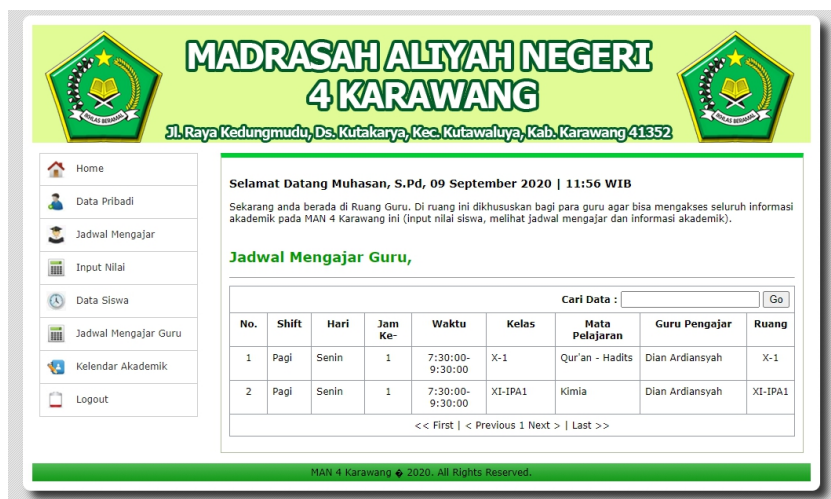 MADRASAH ALIYAH NEGERI
4 KARAWANG
Jl. Raya Kedungmudu, Ds. Kutakarya, Kec. Kutawaluya, Kab. Karawang 41352
IKHLAS BERAMAL
IKHLAS BERAMAL
Home
Data Pribadi
Jadwal Mengajar
Input Nilai
Data Siswa
Jadwal Mengajar Guru
Kelendar Akademik
Logout
Selamat Datang Muhasan, S.Pd, 09 September 2020 | 11:56 WIB
Sekarang anda berada di Ruang Guru. Di ruang ini dikhususkan bagi para guru agar bisa mengakses seluruh informasi
akademik pada MAN 4 Karawang ini (input nilai siswa, melihat jadwal mengajar dan informasi akademik).
Jadwal Mengajar Guru,
Cari Data : Go
No. Shift Hari Jam Ke- Waktu Kelas Mata Pelajaran Guru Pengajar Ruang
1 Pagi Senin 1 7:30:00-9:30:00 X-1 Qur'an - Hadits Dian Ardiansyah X-1
2 Pagi Senin 1 7:30:00-9:30:00 XI-IPA1 Kimia Dian Ardiansyah XI-IPA1
<< First | < Previous 1 Next > | Last >>
MAN 4 Karawang � 2020. All Rights Reserved.